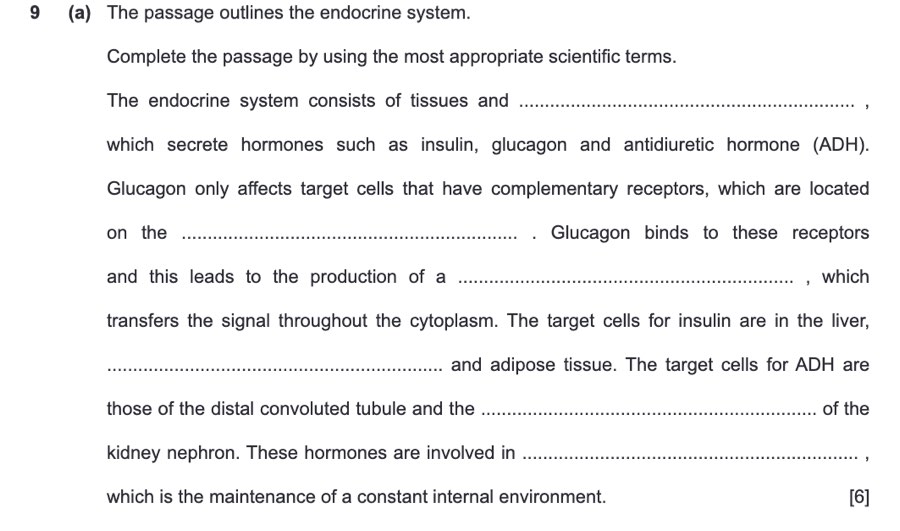 9 (a) The passage outlines the endocrine system.
Complete the passage by using the most appropriate scientific terms.
The endocrine system consists of tissues and ........................................................................ ,
which secrete hormones such as insulin, glucagon and antidiuretic hormone (ADH).
Glucagon only affects target cells that have complementary receptors, which are located
on the ........................................................................ . Glucagon binds to these receptors
and this leads to the production of a ........................................................................ , which
transfers the signal throughout the cytoplasm. The target cells for insulin are in the liver,
........................................................................ and adipose tissue. The target cells for ADH are
those of the distal convoluted tubule and the ........................................................................ of the
kidney nephron. These hormones are involved in ........................................................................ ,
which is the maintenance of a constant internal environment. [6]